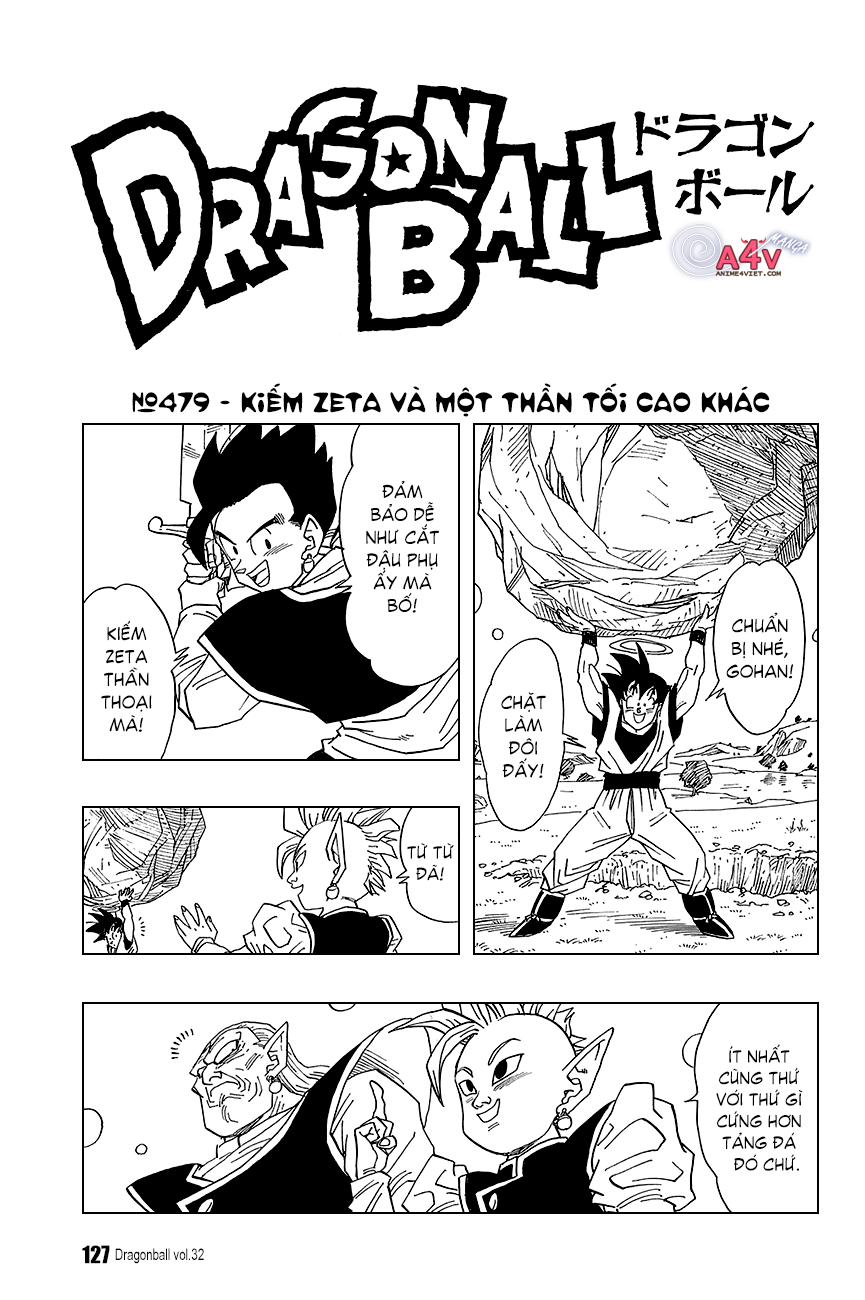 DRAGON BALL
ドラゴン
ボール
MANGA
A4V
ANIME4VIET.COM
№479 - KIẾM ZETA VÀ MỘT THẦN TỐI CAO KHÁC
CHUẨN
BỊ NHÉ,
GOHAN!
CHẶT
LÀM
ĐÔI
ĐẤY!
ĐẢM
BẢO DỄ
NHƯ CẮT
ĐẬU PHỤ
ẤY MÀ
BỐ!
KIẾM
ZETA
THẦN
THOẠI
MÀ!
TỪ TỪ
ĐÃ!
ÍT NHẤT
CŨNG THỬ
VỚI THỨ GÌ
CỨNG HƠN
TẢNG ĐÁ
ĐÓ CHỨ.
127 Dragonball vol.32